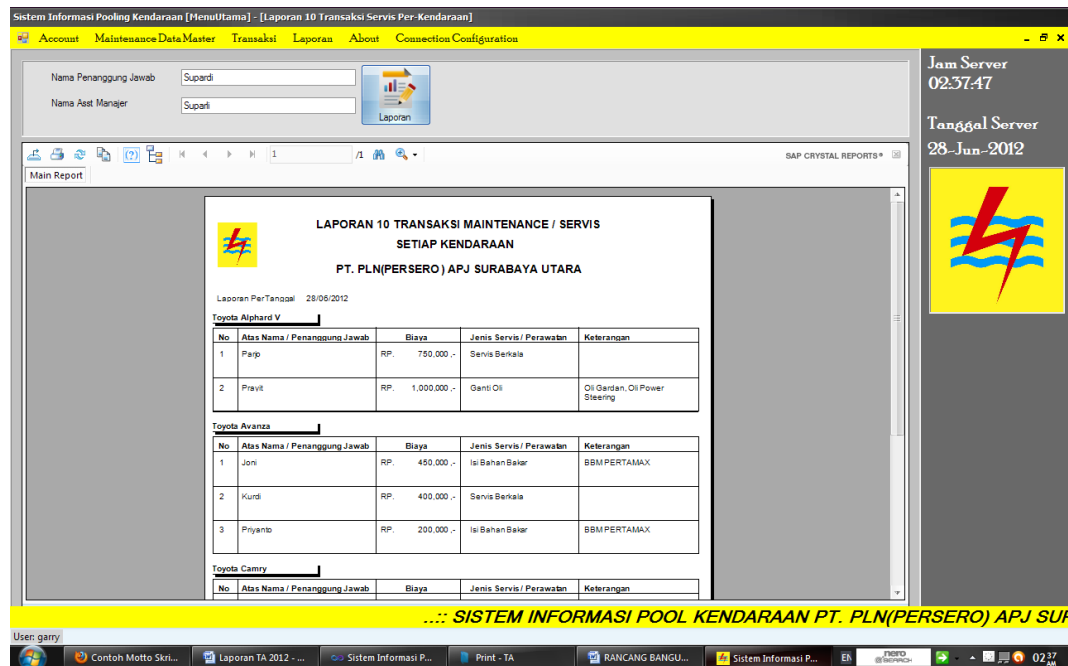 Sistem Informasi Pooling Kendaraan [MenuUtama] - [Laporan 10 Transaksi Servis Per-Kendaraan]
Account Maintenance Data Master Transaksi Laporan About Connection Configuration
Nama Penanggung Jawab Supardi
Nama Asst Manajer Suparli
Laporan
Jam Server
02:37:47
Tanggal Server
28-Jun-2012
1 /1 SAP CRYSTAL REPORTS®
Main Report
LAPORAN 10 TRANSAKSI MAINTENANCE / SERVIS
SETIAP KENDARAAN
PT. PLN(PERSERO) APJ SURABAYA UTARA
Laporan PerTanggal 28/06/2012
Toyota Alphard V
No Atas Nama / Penanggung Jawab Biaya Jenis Servis / Perawatan Keterangan
1 Parjo RP. 750,000 ,- Servis Berkala
2 Pravit RP. 1,000,000 ,- Ganti Oli Oli Gardan, Oli Power
Steering
Toyota Avanza
No Atas Nama / Penanggung Jawab Biaya Jenis Servis / Perawatan Keterangan
1 Joni RP. 450,000 ,- Isi Bahan Bakar BBM PERTAMAX
2 Kurdi RP. 400,000 ,- Servis Berkala
3 Priyanto RP. 200,000 ,- Isi Bahan Bakar BBM PERTAMAX
Toyota Camry
No Atas Nama / Penanggung Jawab Biaya Jenis Servis / Perawatan Keterangan
..:: SISTEM INFORMASI POOL KENDARAAN PT. PLN(PERSERO) APJ SUR
User: garry
Contoh Motto Skri... Laporan TA 2012 - ... Sistem Informasi P... Print - TA RANCANG BANGU... Sistem Informasi P... EN nero SEARCH 02:37
AM